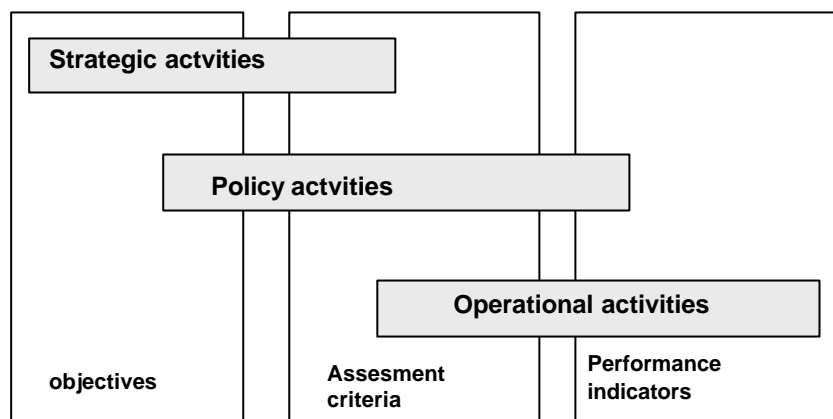 Strategic actvities
Policy actvities
Operational activities
objectives
Assesment
criteria
Performance
indicators